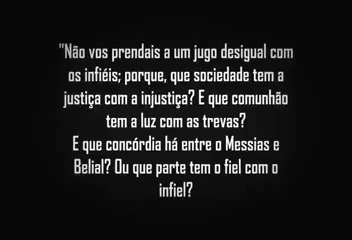 "Não vos prendais a um jugo desigual com
os infiéis; porque, que sociedade tem a
justiça com a injustiça? E que comunhão
tem a luz com as trevas?
E que concórdia há entre o Messias e
Belial? Ou que parte tem o fiel com o
infiel?